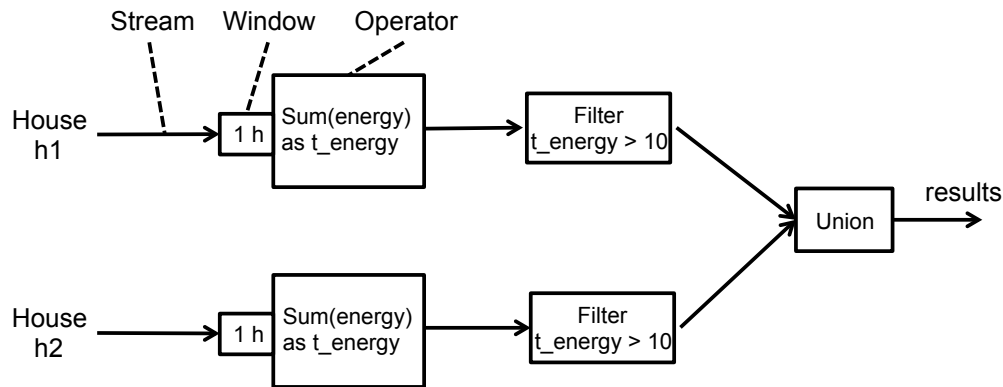 Stream Window Operator
House
h1
1 h
Sum(energy)
as t_energy
Filter
t_energy > 10
Union
results
House
h2
1 h
Sum(energy)
as t_energy
Filter
t_energy > 10